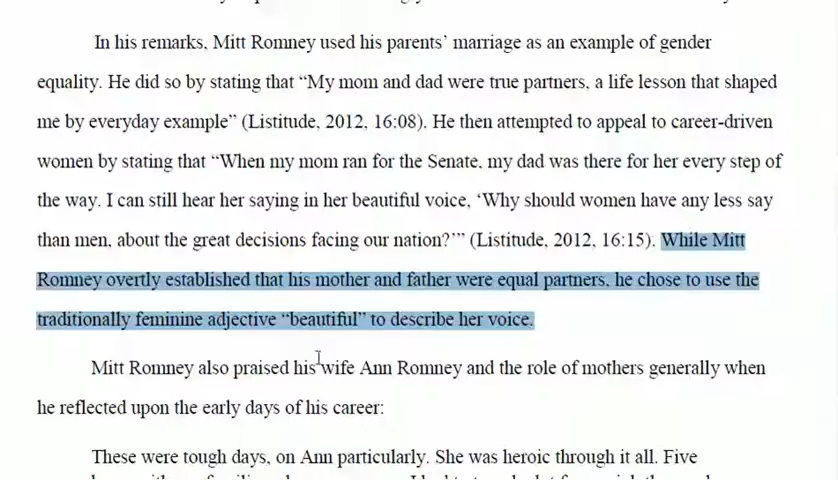 In his remarks, Mitt Romney used his parents’ marriage as an example of gender
equality. He did so by stating that “My mom and dad were true partners, a life lesson that shaped
me by everyday example” (Listitude, 2012, 16:08). He then attempted to appeal to career-driven
women by stating that “When my mom ran for the Senate, my dad was there for her every step of
the way. I can still hear her saying in her beautiful voice, ‘Why should women have any less say
than men, about the great decisions facing our nation?’” (Listitude, 2012, 16:15). While Mitt
Romney overtly established that his mother and father were equal partners, he chose to use the
traditionally feminine adjective “beautiful” to describe her voice.
Mitt Romney also praised his wife Ann Romney and the role of mothers generally when
he reflected upon the early days of his career:
These were tough days, on Ann particularly. She was heroic through it all. Five